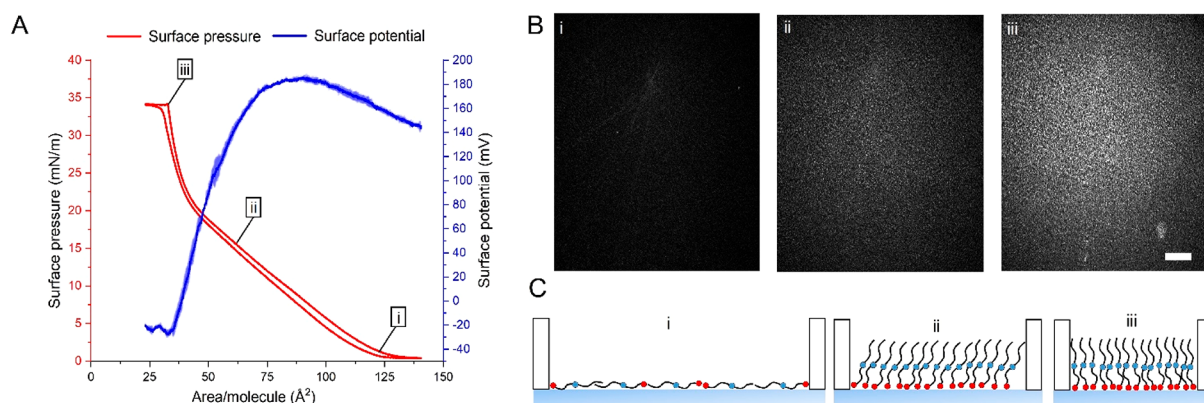 A
Surface pressure
Surface potential
40
35
30
25
20
15
10
5
0
Surface pressure (mN/m)
200
180
160
140
120
100
80
60
40
20
0
-20
-40
Surface potential (mV)
iii
ii
i
0
25
50
75
100
125
150
Area/molecule (Å²)
B
i
ii
iii
C
i
ii
iii